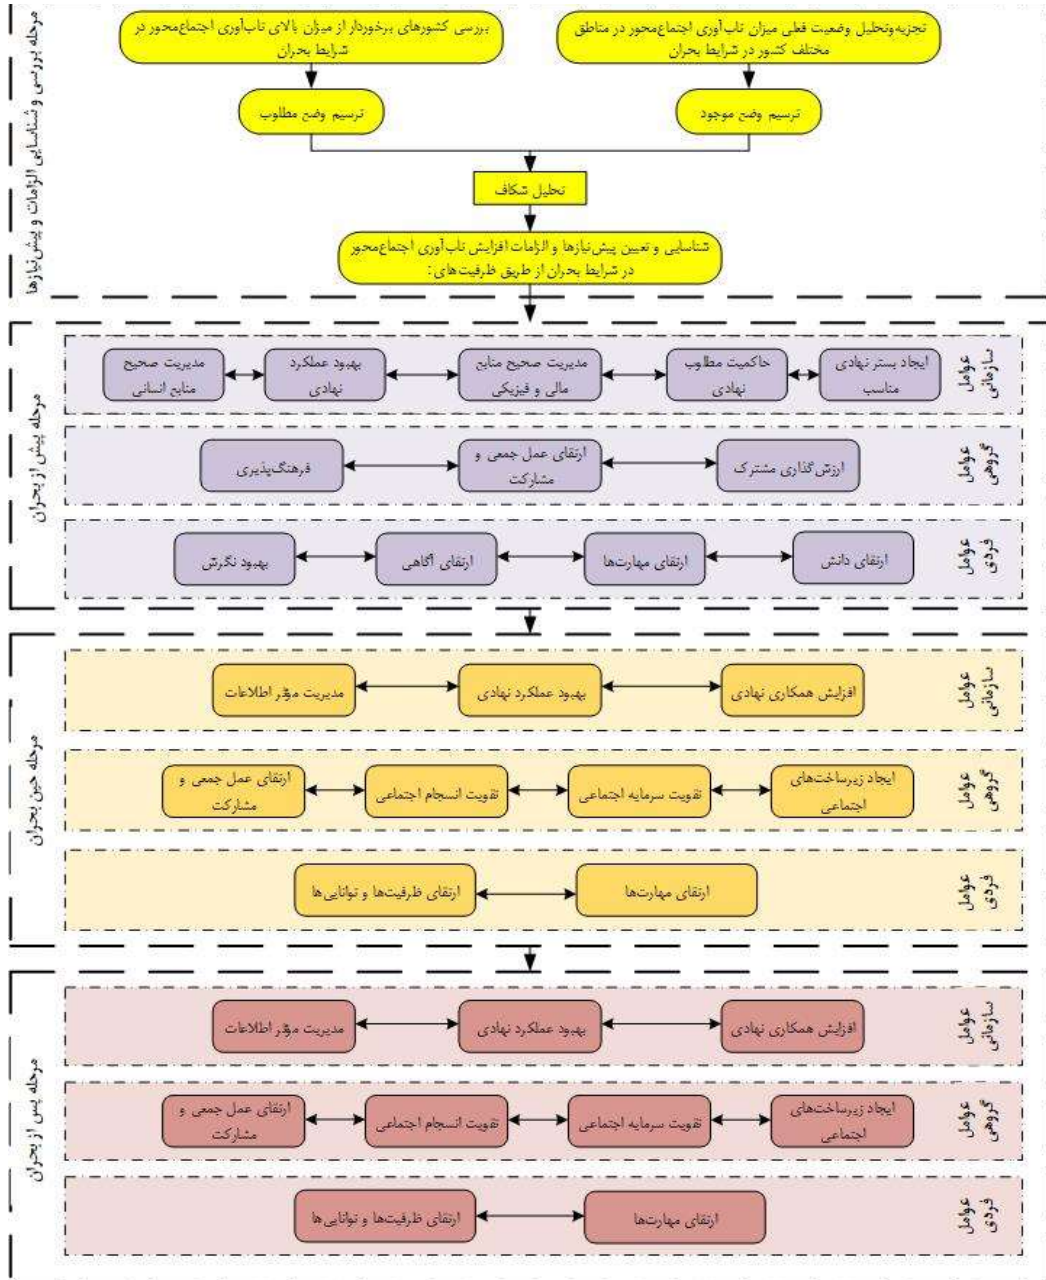 مرحله بررسی و شناسایی الزامات و پیش‌نیازها
تجزیه‌وتحلیل وضعیت فعلی میزان تاب‌آوری اجتماع‌محور در مناطق
مختلف کشور در شرایط بحران
بررسی کشورهای برخوردار از میزان بالای تاب‌آوری اجتماع‌محور در
شرایط بحران
ترسیم وضع موجود
ترسیم وضع مطلوب
تحلیل شکاف
شناسایی و تعیین پیش‌نیازها و الزامات افزایش تاب‌آوری اجتماع‌محور
در شرایط بحران از طریق ظرفیت‌های:
مرحله پیش از بحران
عوامل
سازمانی
ایجاد بستر نهادی
مناسب
حاکمیت مطلوب
نهادی
مدیریت صحیح منابع
مالی و فیزیکی
بهبود عملکرد
نهادی
مدیریت صحیح
منابع انسانی
عوامل
گروهی
ارزش‌گذاری مشترک
ارتقای عمل جمعی و
مشارکت
فرهنگ‌پذیری
عوامل
فردی
ارتقای دانش
ارتقای مهارت‌ها
ارتقای آگاهی
بهبود نگرش
مرحله حین بحران
عوامل
سازمانی
افزایش همکاری نهادی
بهبود عملکرد نهادی
مدیریت مؤثر اطلاعات
عوامل
گروهی
ایجاد زیرساخت‌های
اجتماعی
تقویت سرمایه اجتماعی
تقویت انسجام اجتماعی
ارتقای عمل جمعی و
مشارکت
عوامل
فردی
ارتقای مهارت‌ها
ارتقای ظرفیت‌ها و توانایی‌ها
مرحله پس از بحران
عوامل
سازمانی
افزایش همکاری نهادی
بهبود عملکرد نهادی
مدیریت مؤثر اطلاعات
عوامل
گروهی
ایجاد زیرساخت‌های
اجتماعی
تقویت سرمایه اجتماعی
تقویت انسجام اجتماعی
ارتقای عمل جمعی و
مشارکت
عوامل
فردی
ارتقای مهارت‌ها
ارتقای ظرفیت‌ها و توانایی‌ها